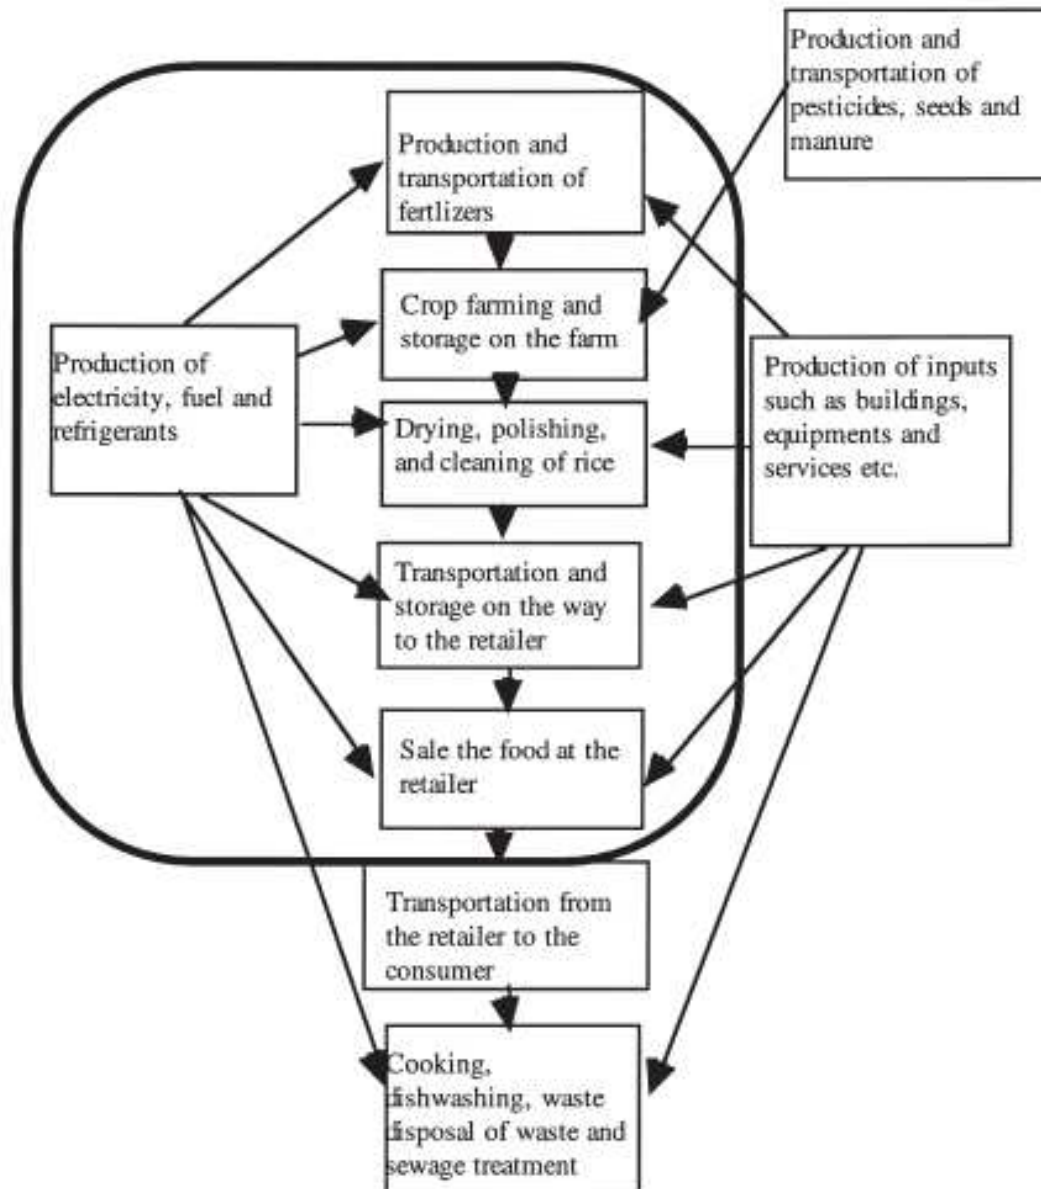 Production and
transportation of
pesticides, seeds and
manure
Production and
transportation of
fertlizers
Crop farming and
storage on the farm
Production of
electricity, fuel and
refrigerants
Production of inputs
such as buildings,
equipments and
services etc.
Drying, polishing,
and cleaning of rice
Transportation and
storage on the way
to the retailer
Sale the food at the
retailer
Transportation from
the retailer to the
consumer
Cooking,
dishwashing, waste
disposal of waste and
sewage treatment